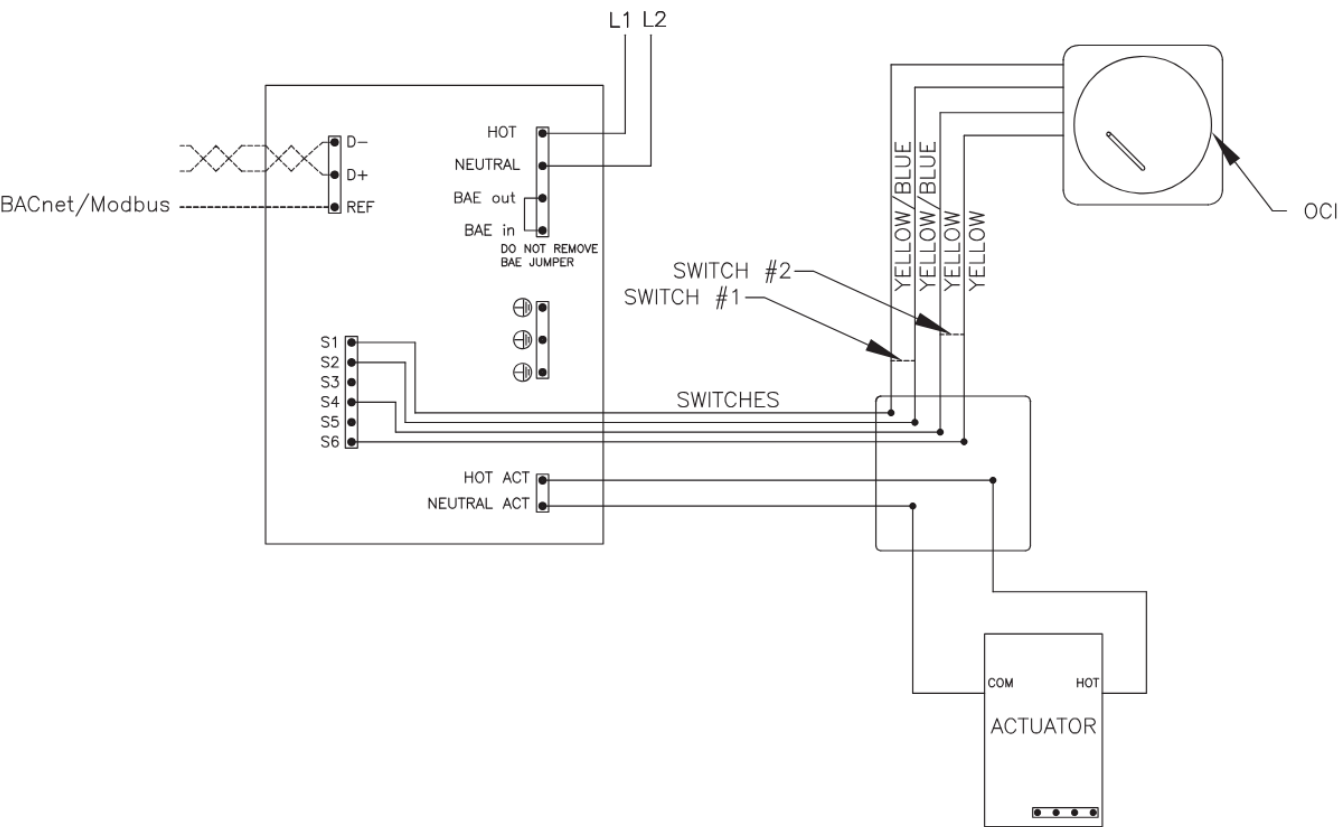 L1 L2
HOT
D-
D+
NEUTRAL
BAE out
BACnet/Modbus
REF
BAE in
DO NOT REMOVE
BAE JUMPER
YELLOW/BLUE
YELLOW/BLUE
YELLOW
YELLOW
OCI
SWITCH #2
SWITCH #1
S1
S2
S3
S4
S5
S6
SWITCHES
HOT ACT
NEUTRAL ACT
COM
HOT
ACTUATOR